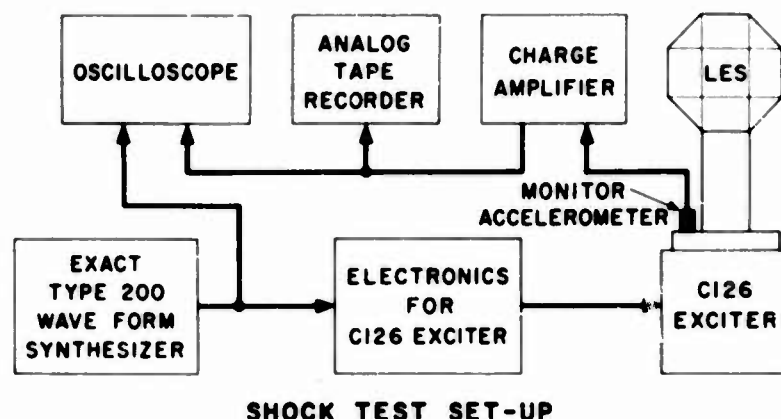 OSCILLOSCOPE
ANALOG
TAPE
RECORDER
CHARGE
AMPLIFIER
LES
MONITOR
ACCELEROMETER
EXACT
TYPE 200
WAVE FORM
SYNTHESIZER
ELECTRONICS
FOR
C126 EXCITER
C126
EXCITER
SHOCK TEST SET-UP